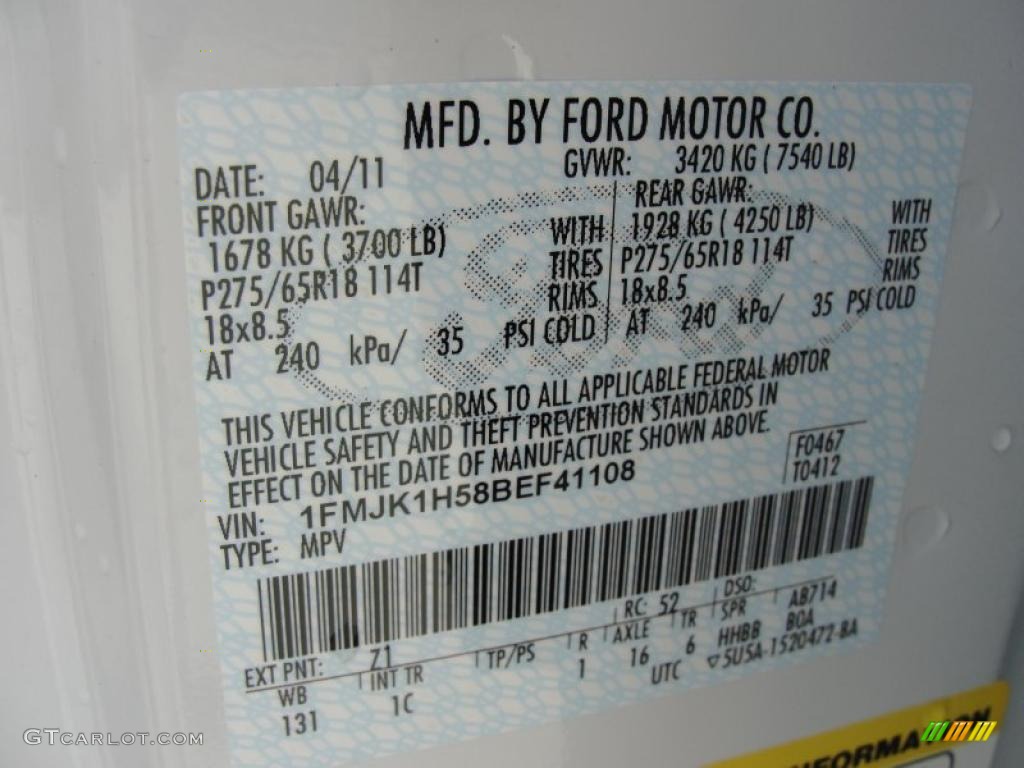 MFD. BY FORD MOTOR CO.
DATE: 04/11 GVWR: 3420 KG ( 7540 LB)
FRONT GAWR: REAR GAWR:
1678 KG ( 3700 LB) WITH 1928 KG ( 4250 LB) WITH
P275/65R18 114T TIRES P275/65R18 114T TIRES
18x8.5 RIMS 18x8.5 RIMS
AT 240 kPa/ 35 PSI COLD AT 240 kPa/ 35 PSI COLD
THIS VEHICLE CONFORMS TO ALL APPLICABLE FEDERAL MOTOR
VEHICLE SAFETY AND THEFT PREVENTION STANDARDS IN
EFFECT ON THE DATE OF MANUFACTURE SHOWN ABOVE.
VIN: 1FMJK1H58BEF41108 F0467
TYPE: MPV T0412
EXT PNT: Z1 RC: 52 DSO:
WB INT TR TP/PS R AXLE TR SPR AB714
131 1C 1 16 6 HHBB BOA
UTC ▽5U5A-1520472-BA
GTCARLOT.COM
NFORMATION